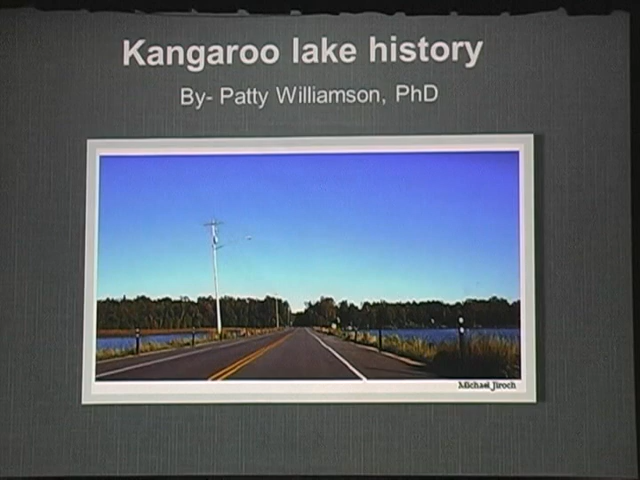 Kangaroo lake history
By- Patty Williamson, PhD
Michael Jiroch